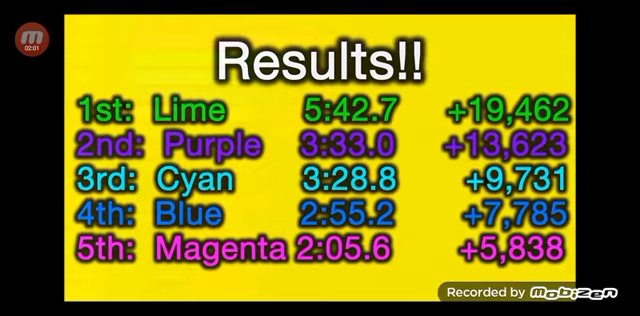 02:01
Results!!
1st: Lime 5:42.7 +19,462
2nd: Purple 3:33.0 +13,623
3rd: Cyan 3:28.8 +9,731
4th: Blue 2:55.2 +7,785
5th: Magenta 2:05.6 +5,838
Recorded by mobizen